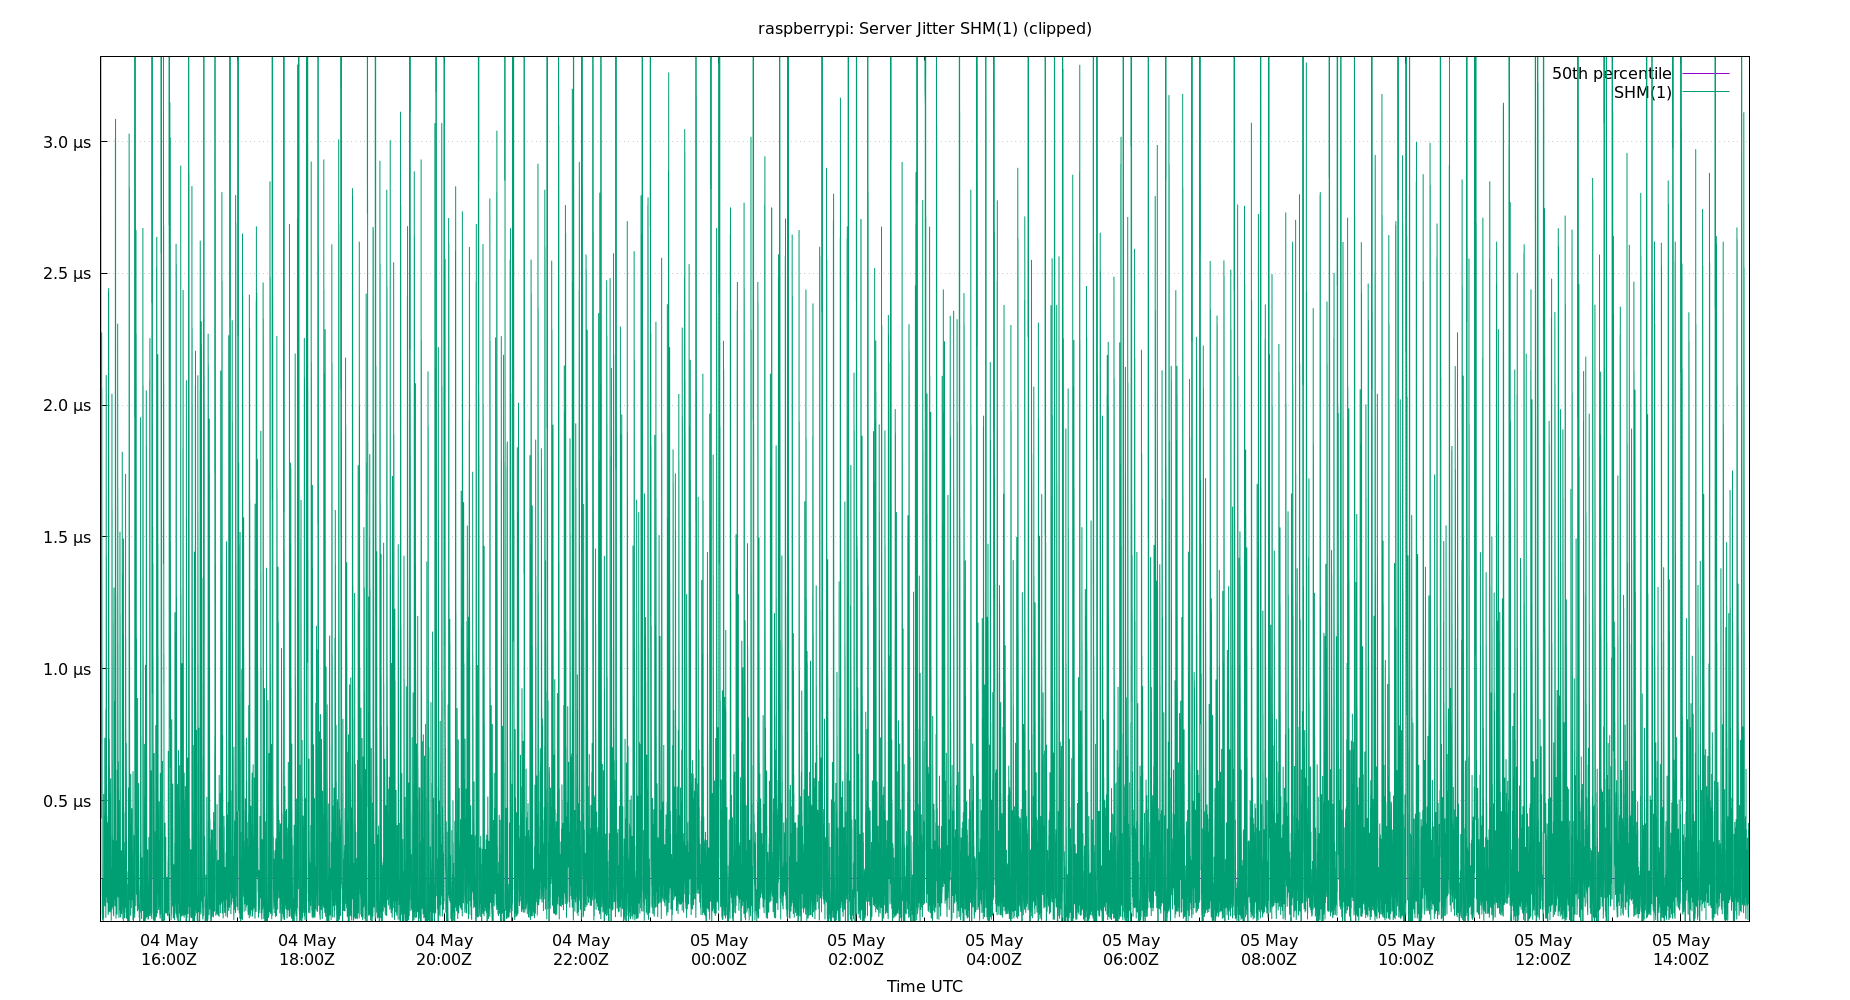 raspberrypi: Server Jitter SHM(1) (clipped)
50th percentile
SHM(1)
3.0 µs
2.5 µs
2.0 µs
1.5 µs
1.0 µs
0.5 µs
04 May 04 May 04 May 04 May 05 May 05 May 05 May 05 May 05 May 05 May 05 May 05 May
16:00Z 18:00Z 20:00Z 22:00Z 00:00Z 02:00Z 04:00Z 06:00Z 08:00Z 10:00Z 12:00Z 14:00Z
Time UTC